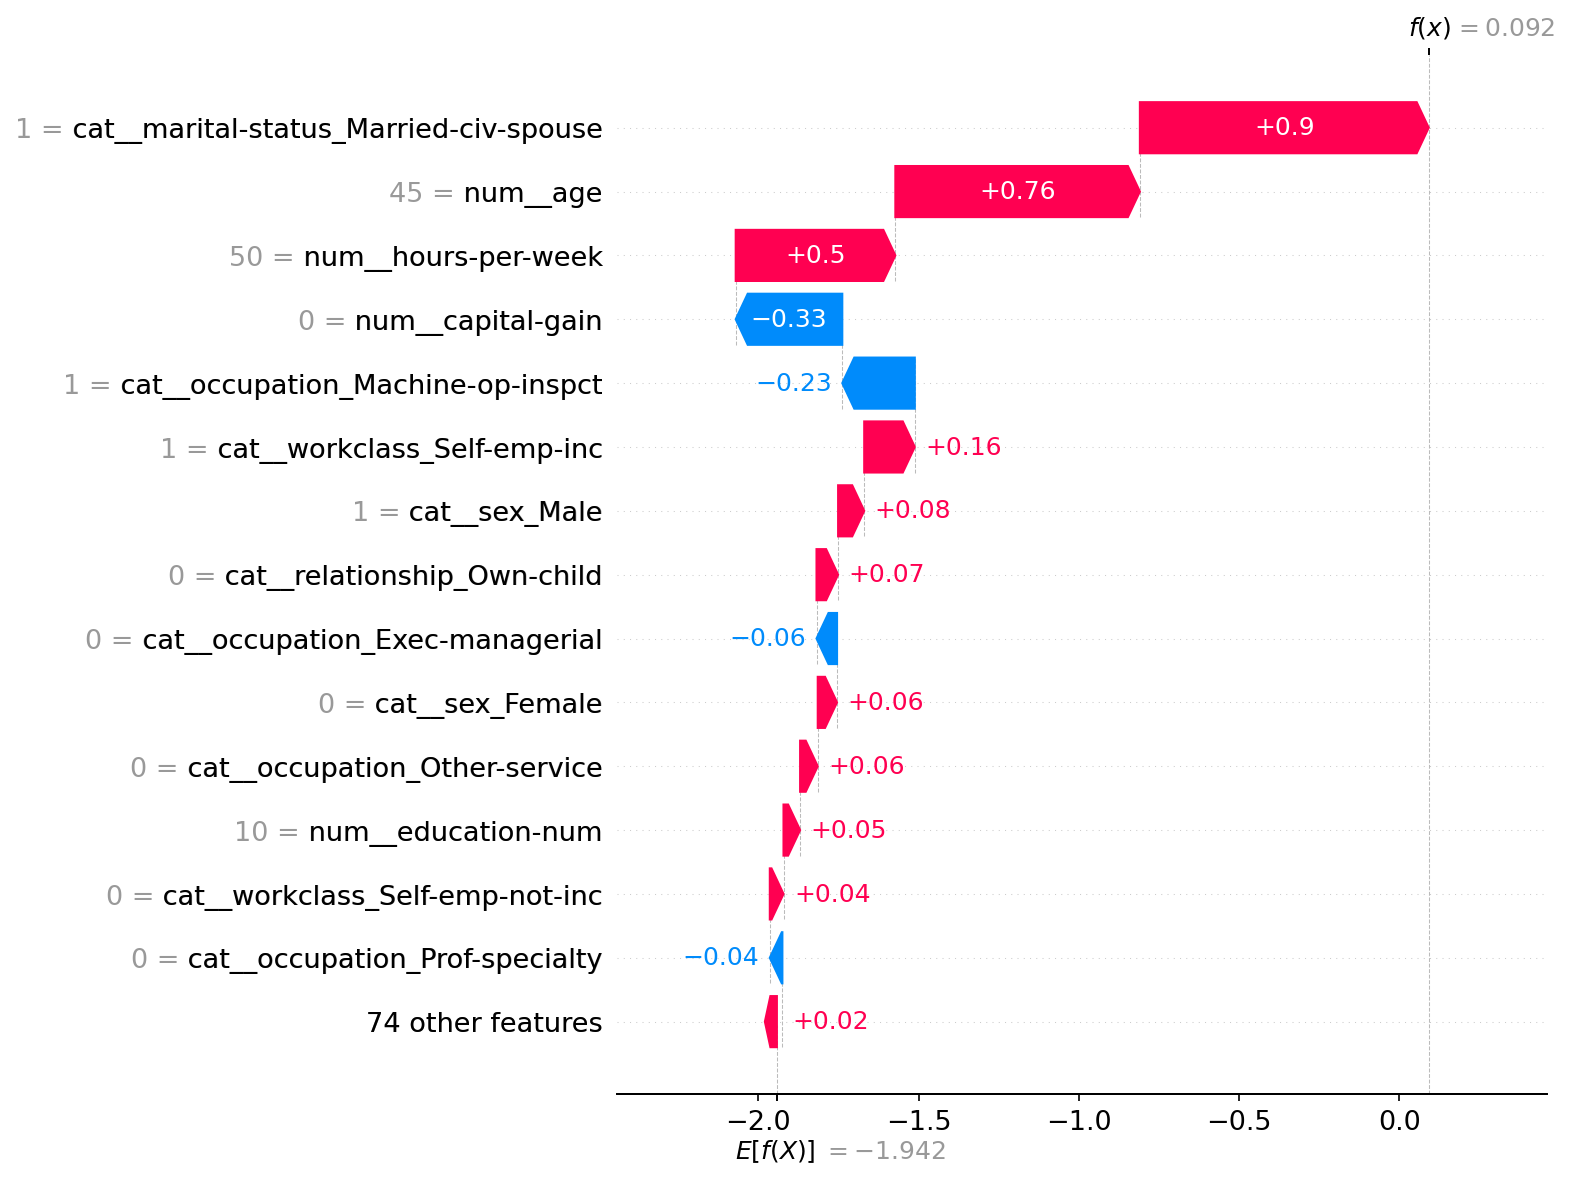 f(x) = 0.092
1 = cat__marital-status_Married-civ-spouse +0.9
45 = num__age +0.76
50 = num__hours-per-week +0.5
0 = num__capital-gain −0.33
1 = cat__occupation_Machine-op-inspct −0.23
1 = cat__workclass_Self-emp-inc +0.16
1 = cat__sex_Male +0.08
0 = cat__relationship_Own-child +0.07
0 = cat__occupation_Exec-managerial −0.06
0 = cat__sex_Female +0.06
0 = cat__occupation_Other-service +0.06
10 = num__education-num +0.05
0 = cat__workclass_Self-emp-not-inc +0.04
0 = cat__occupation_Prof-specialty −0.04
74 other features +0.02
−2.0 −1.5 −1.0 −0.5 0.0
E[f(X)] = −1.942